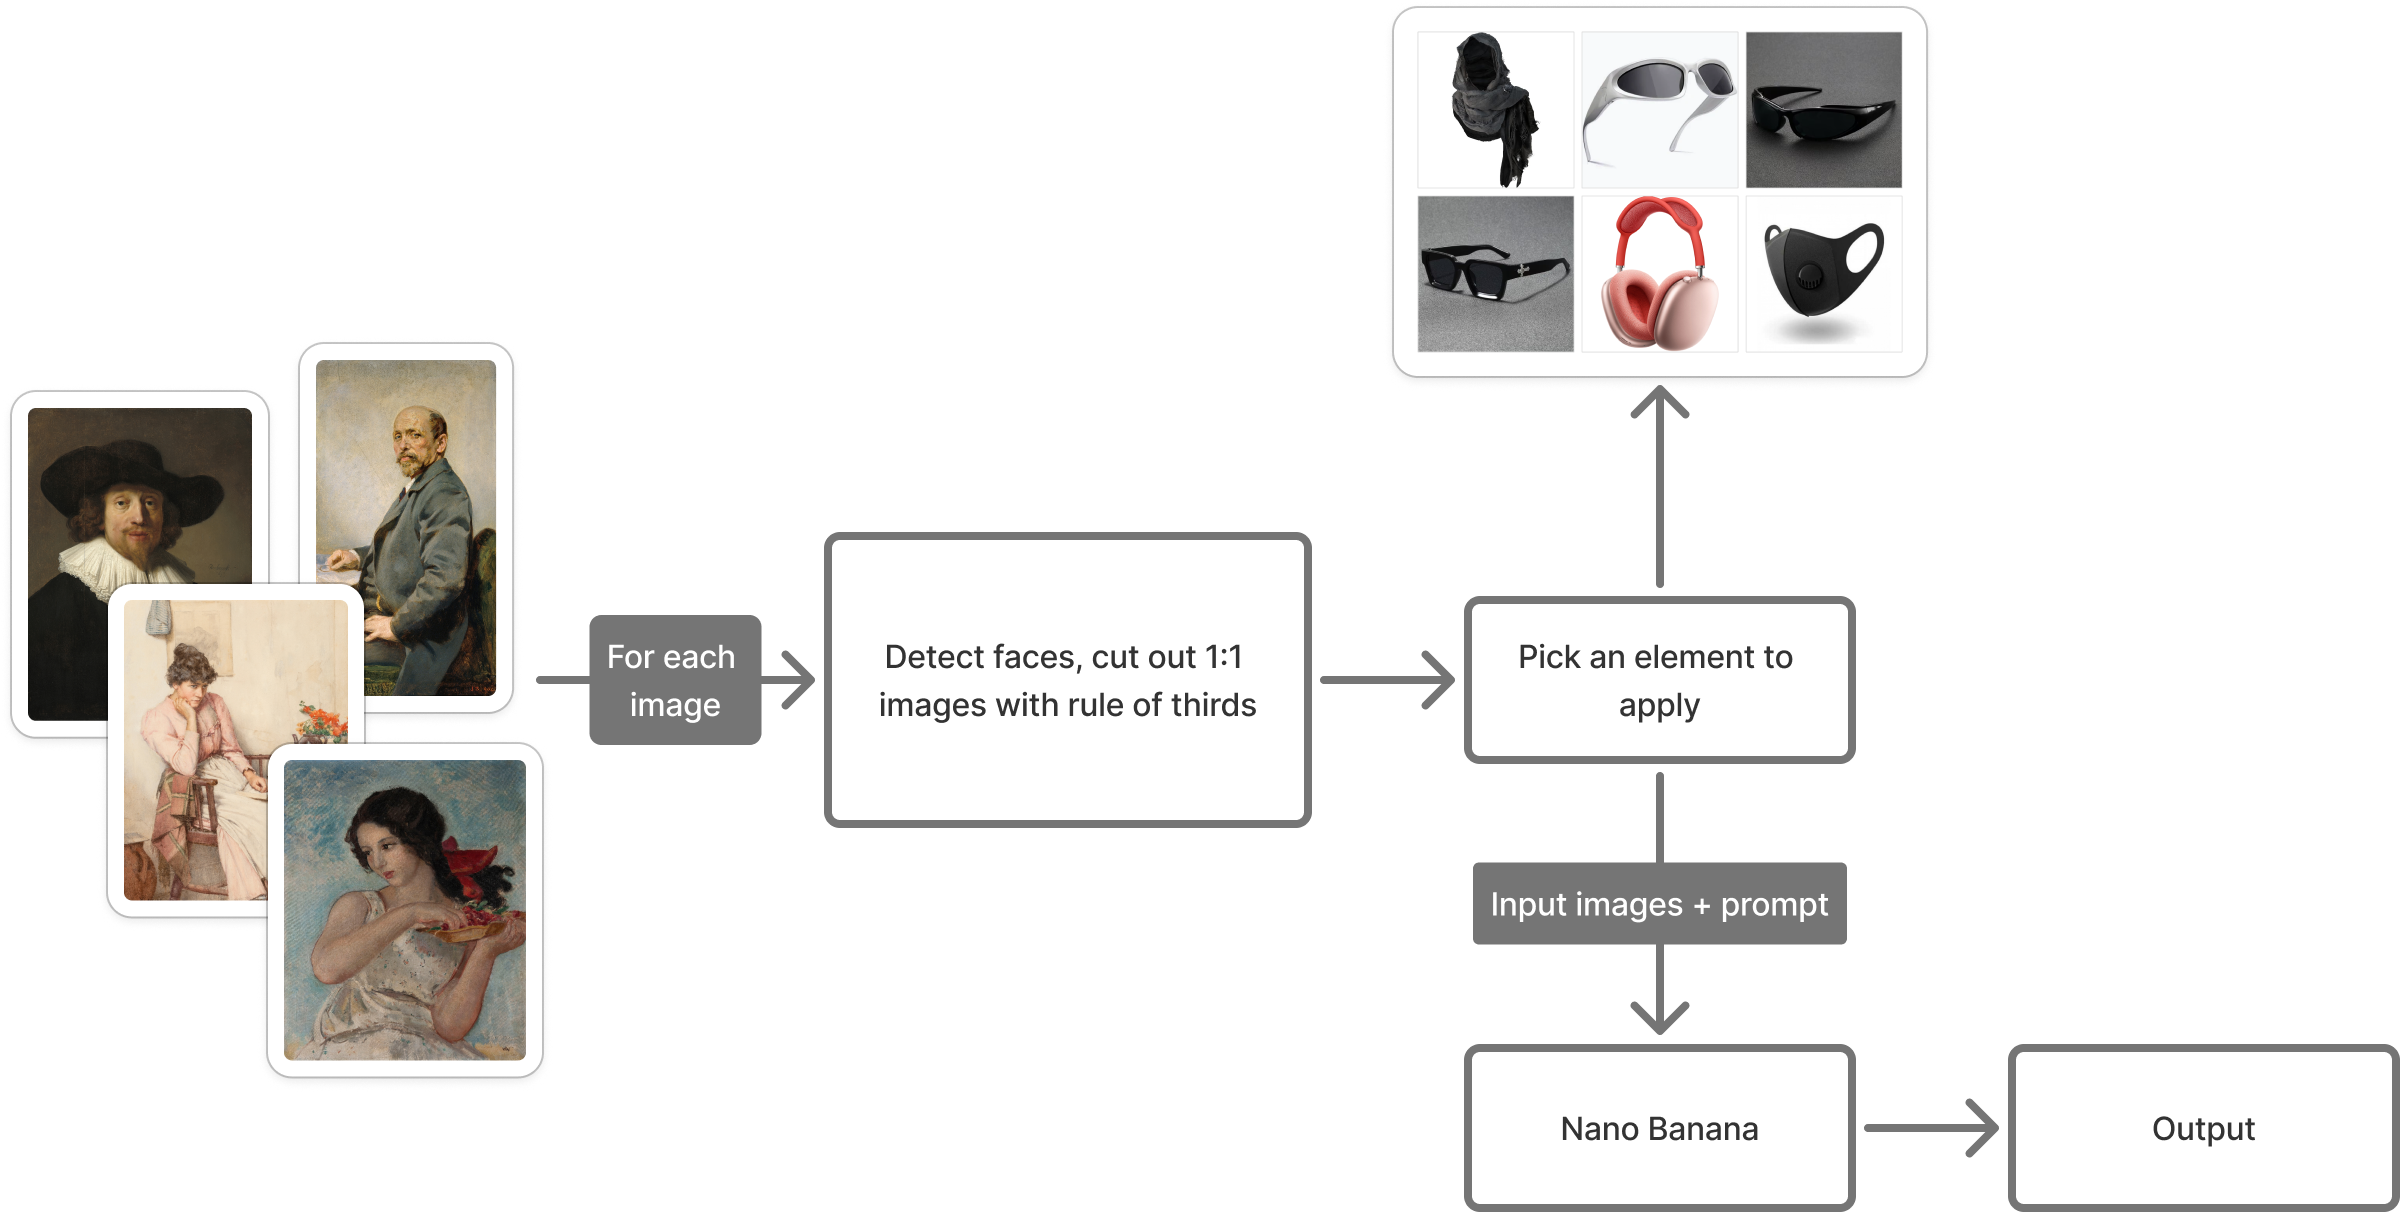 For each
image
Detect faces, cut out 1:1
images with rule of thirds
Pick an element to
apply
Input images + prompt
Nano Banana
Output